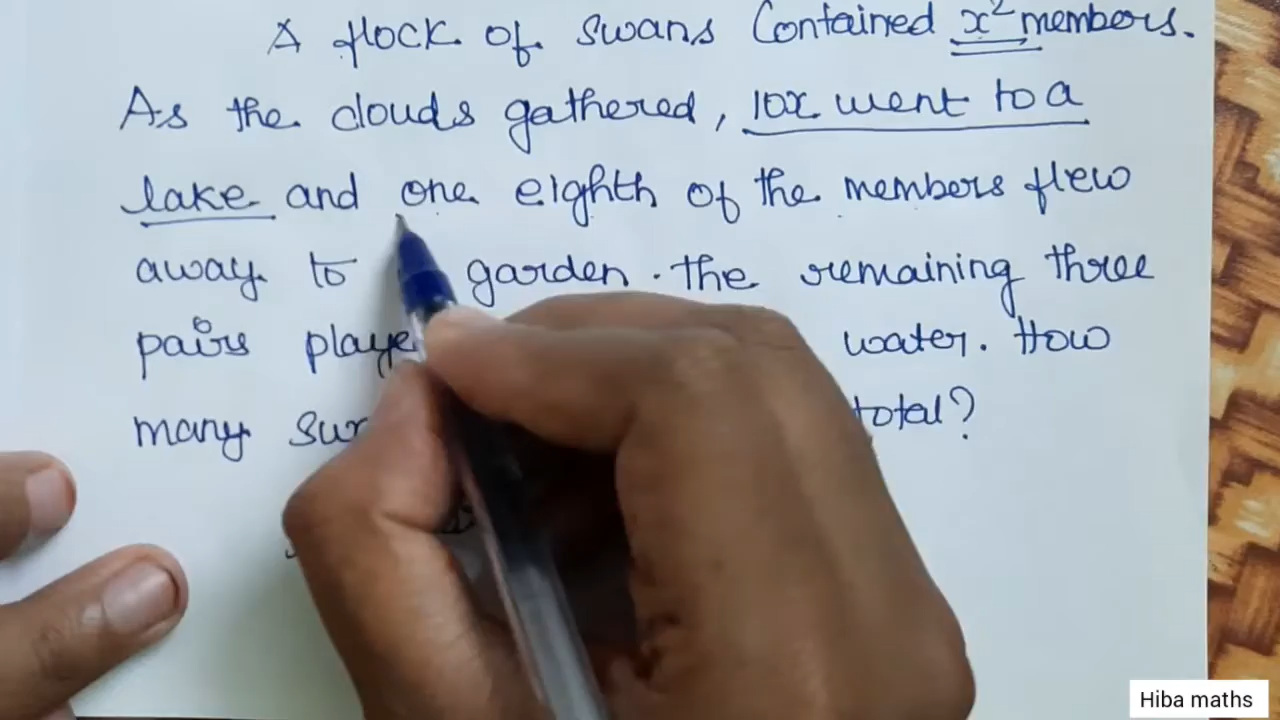 A flock of swans Contained x² members.
As the clouds gathered, 10x went to a
lake and one eighth of the members flew
away to garden. the remaining three
pairs playe water. How
many total?
Hiba maths